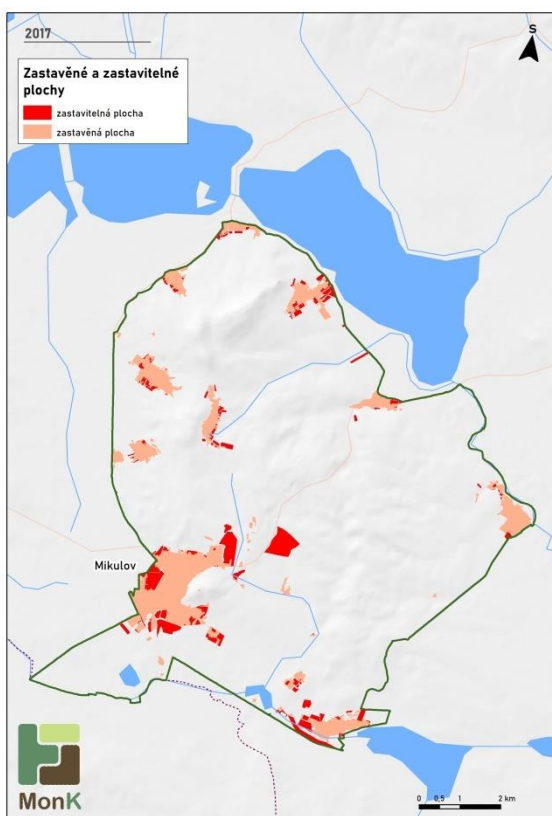 2017
S
Zastavěné a zastavitelné
plochy
zastavitelná plocha
zastavěná plocha
Mikulov
MonK
0 0,5 1 2 km